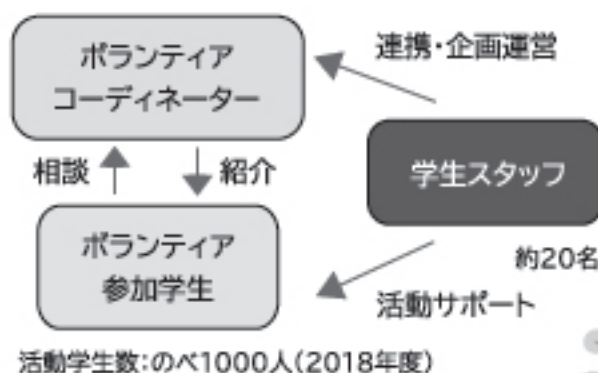 ボランティア
コーディネーター
連携・企画運営
相談
紹介
学生スタッフ
約20名
ボランティア
参加学生
活動サポート
活動学生数:のべ1000人(2018年度)